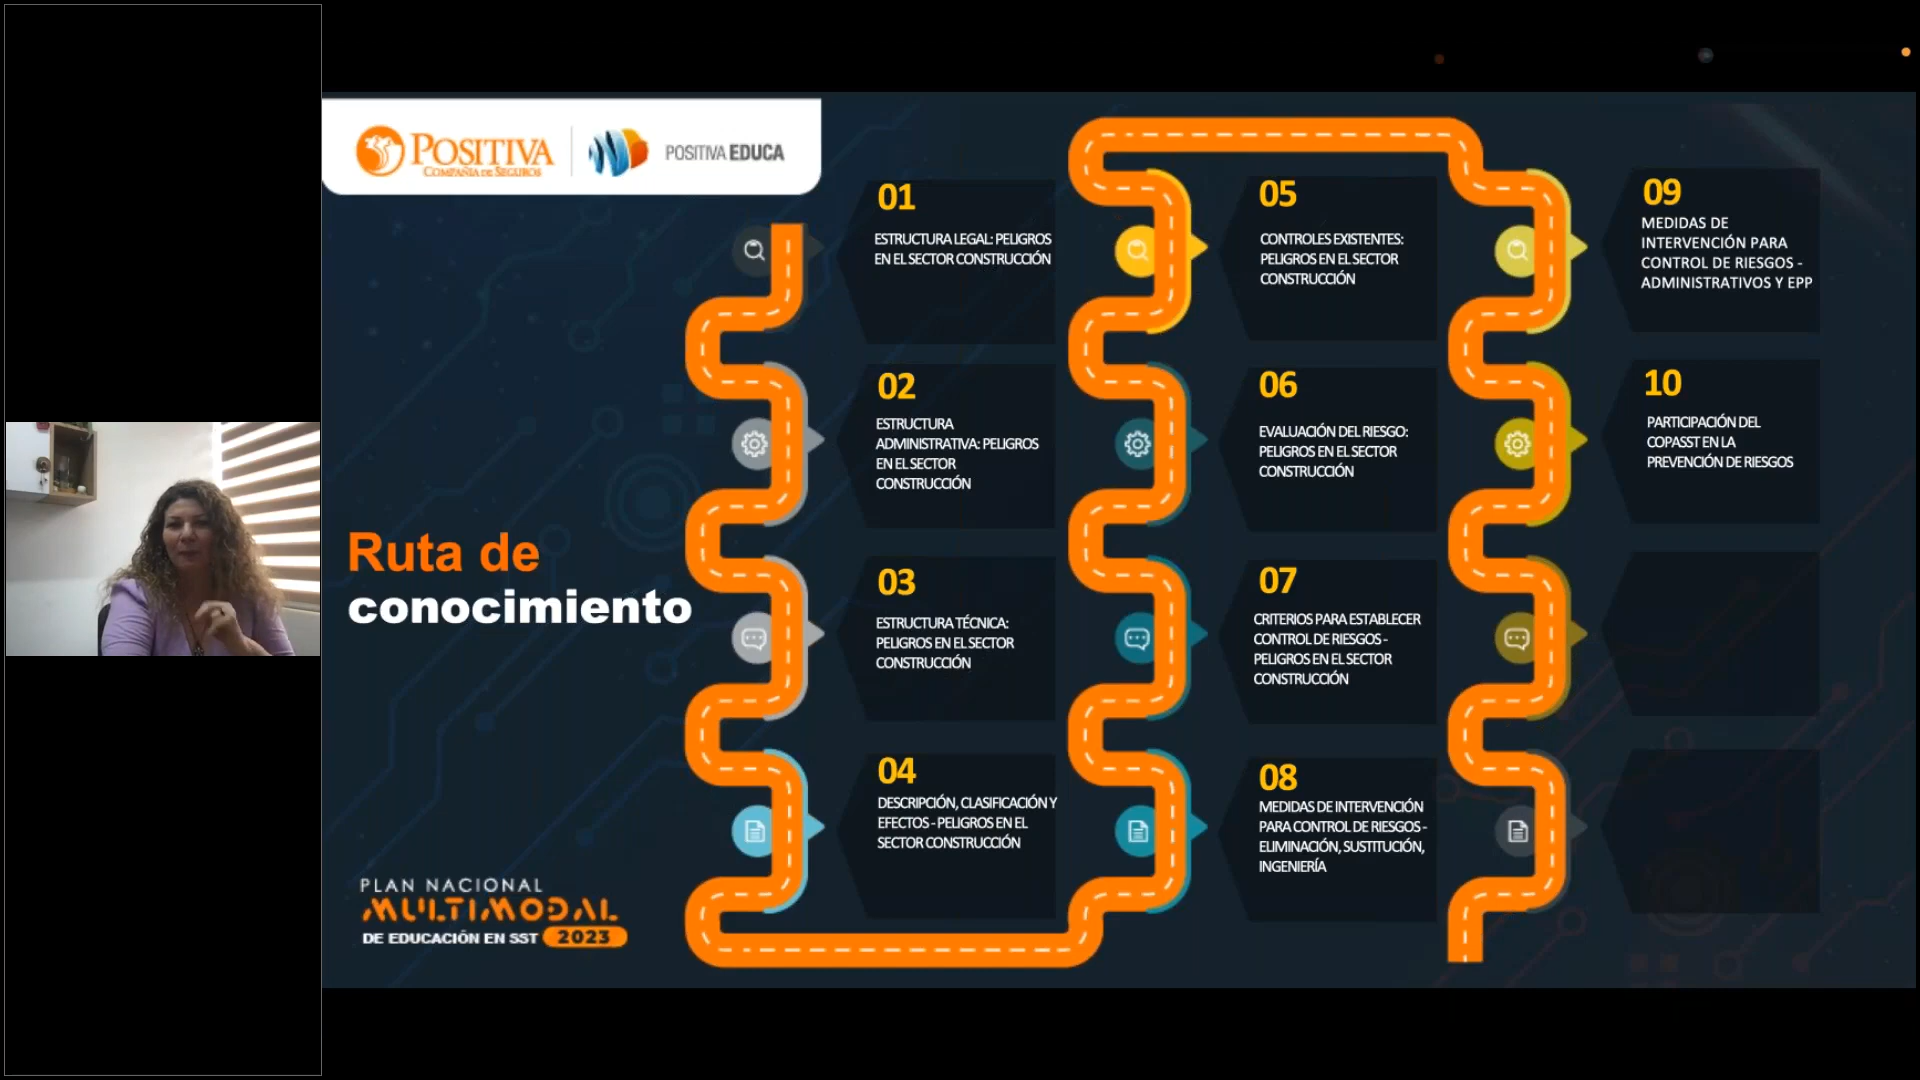 POSITIVA
COMPAÑÍA DE SEGUROS
POSITIVA EDUCA
Ruta de
conocimiento
PLAN NACIONAL
MULTIMODAL
DE EDUCACIÓN EN SST 2023
01
ESTRUCTURA LEGAL: PELIGROS
EN EL SECTOR CONSTRUCCIÓN
02
ESTRUCTURA
ADMINISTRATIVA: PELIGROS
EN EL SECTOR
CONSTRUCCIÓN
03
ESTRUCTURA TÉCNICA:
PELIGROS EN EL SECTOR
CONSTRUCCIÓN
04
DESCRIPCIÓN, CLASIFICACIÓN Y
EFECTOS - PELIGROS EN EL
SECTOR CONSTRUCCIÓN
05
CONTROLES EXISTENTES:
PELIGROS EN EL SECTOR
CONSTRUCCIÓN
06
EVALUACIÓN DEL RIESGO:
PELIGROS EN EL SECTOR
CONSTRUCCIÓN
07
CRITERIOS PARA ESTABLECER
CONTROL DE RIESGOS -
PELIGROS EN EL SECTOR
CONSTRUCCIÓN
08
MEDIDAS DE INTERVENCIÓN
PARA CONTROL DE RIESGOS -
ELIMINACIÓN, SUSTITUCIÓN,
INGENIERÍA
09
MEDIDAS DE
INTERVENCIÓN PARA
CONTROL DE RIESGOS -
ADMINISTRATIVOS Y EPP
10
PARTICIPACIÓN DEL
COPASST EN LA
PREVENCIÓN DE RIESGOS